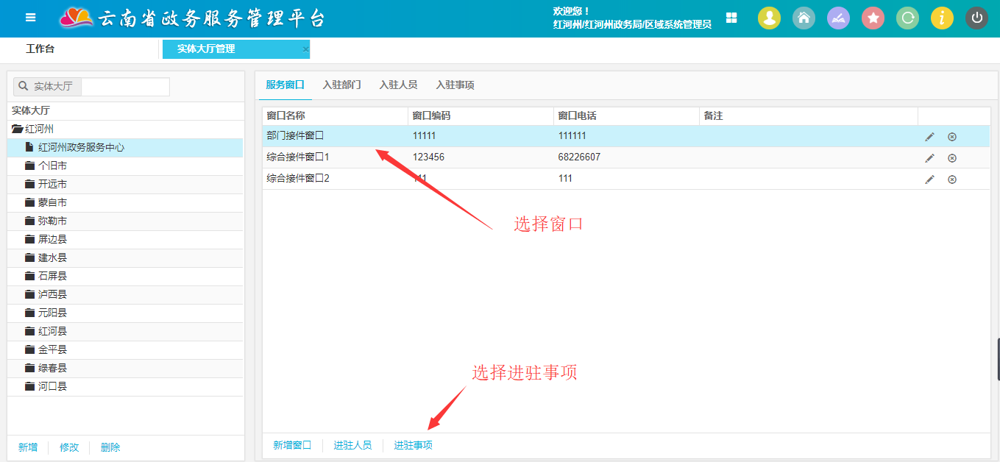 云南省政务服务管理平台
欢迎您！
红河州/红河州政务局/区域系统管理员
工作台
实体大厅管理 ×
实体大厅
实体大厅
红河州
红河州政务服务中心
个旧市
开远市
蒙自市
弥勒市
屏边县
建水县
石屏县
泸西县
元阳县
红河县
金平县
绿春县
河口县
新增 修改 删除
服务窗口 入驻部门 入驻人员 入驻事项
窗口名称 窗口编码 窗口电话 备注
部门接件窗口 11111 111111
综合接件窗口1 123456 68226607
综合接件窗口2 111 111
选择窗口
选择进驻事项
新增窗口 进驻人员 进驻事项